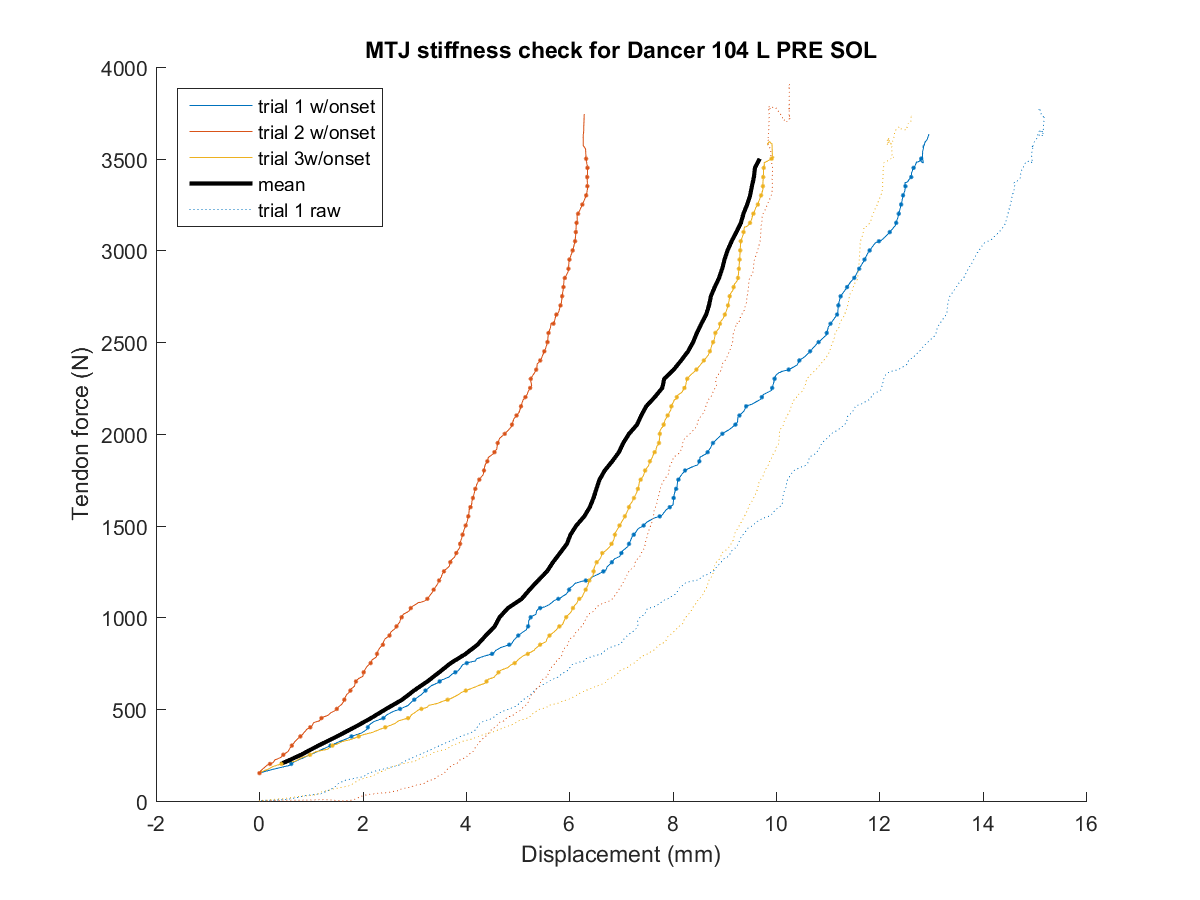 MTJ stiffness check for Dancer 104 L PRE SOL
4000
3500
3000
2500
2000
1500
1000
500
0
Tendon force (N)
trial 1 w/onset
trial 2 w/onset
trial 3w/onset
mean
trial 1 raw
-2 0 2 4 6 8 10 12 14 16
Displacement (mm)